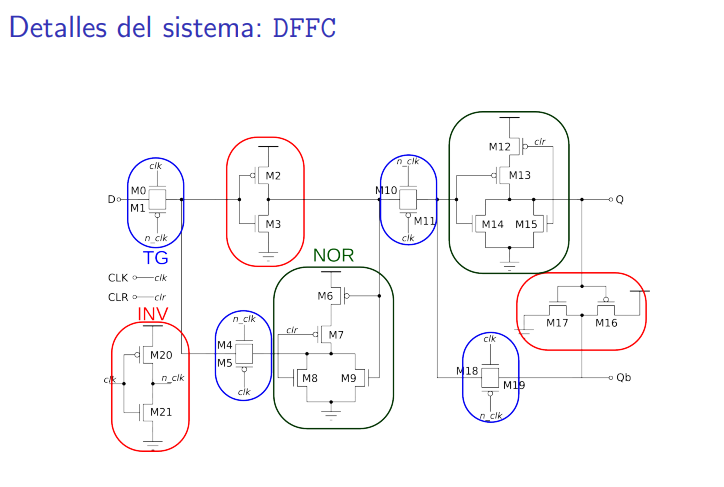 Detalles del sistema: DFFC
clk
M0
D
M1
n_clk
TG
M2
M3
n_clk
M10
M11
clk
M12
clr
M13
M14
M15
Q
CLK
clk
CLR
clr
INV
M20
clk
n_clk
M21
n_clk
M4
M5
clk
NOR
M6
clr
M7
M8
M9
M17
M16
clk
M18
M19
n_clk
Qb